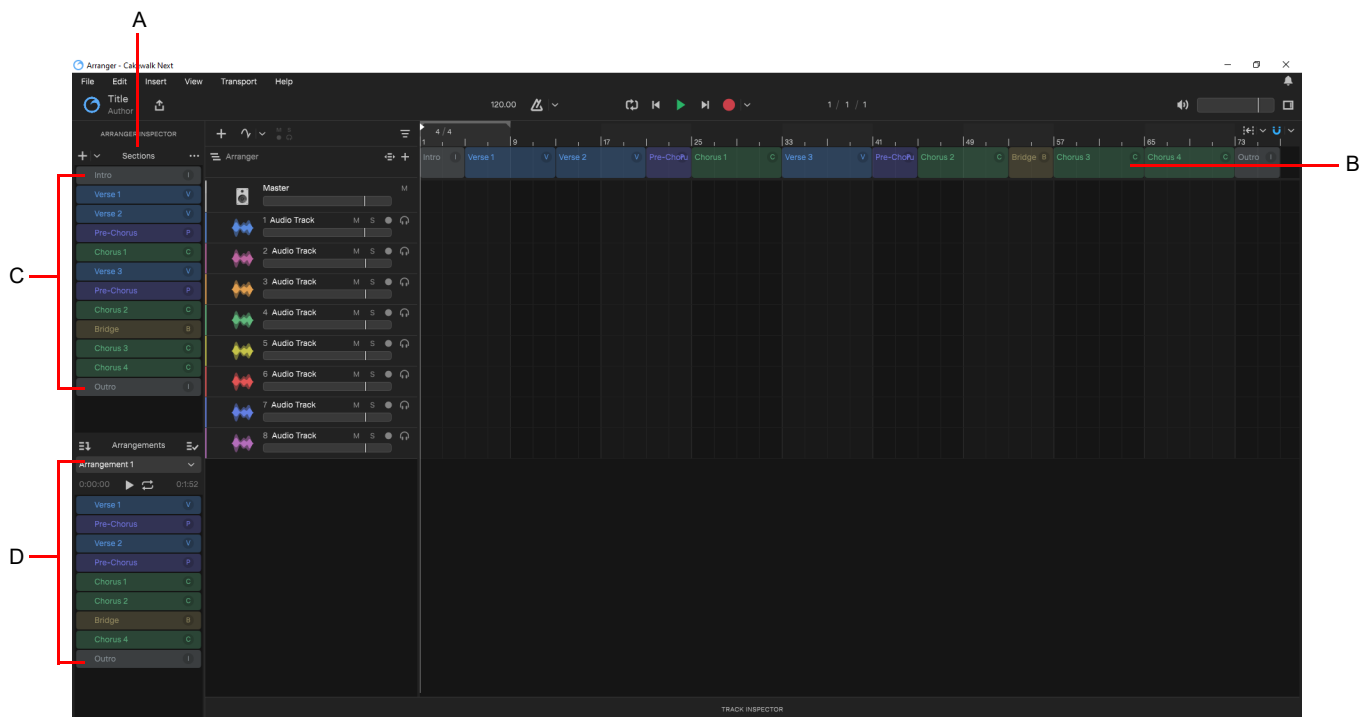 A
Arranger - Cakewalk Next
File Edit Insert View Transport Help
Title
Author
120.00
1 / 1 / 1
ARRANGER INSPECTOR
M S
4 / 4
1 9 17 25 33 41 49 57 65 73
Sections
Arranger
Intro I Verse 1 V Verse 2 V Pre-Cho P Chorus 1 C Verse 3 V Pre-Cho P Chorus 2 C Bridge B Chorus 3 C Chorus 4 C Outro I
B
Intro I
Verse 1 V
Verse 2 V
Pre-Chorus P
Chorus 1 C
Verse 3 V
Pre-Chorus P
Chorus 2 C
Bridge B
Chorus 3 C
Chorus 4 C
Outro I
C
Master M
1 Audio Track M S
2 Audio Track M S
3 Audio Track M S
4 Audio Track M S
5 Audio Track M S
6 Audio Track M S
7 Audio Track M S
8 Audio Track M S
Arrangements
Arrangement 1
0:00:00 0:1:52
Verse 1 V
Pre-Chorus P
Verse 2 V
Pre-Chorus P
Chorus 1 C
Chorus 2 C
Bridge B
Chorus 4 C
Outro I
D
TRACK INSPECTOR